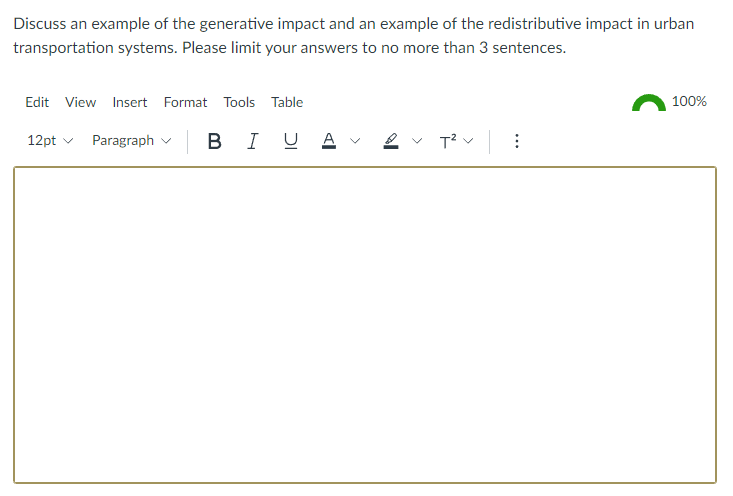 Discuss an example of the generative impact and an example of the redistributive impact in urban
transportation systems. Please limit your answers to no more than 3 sentences.
Edit View Insert Format Tools Table 100%
12pt Paragraph B I U A T²